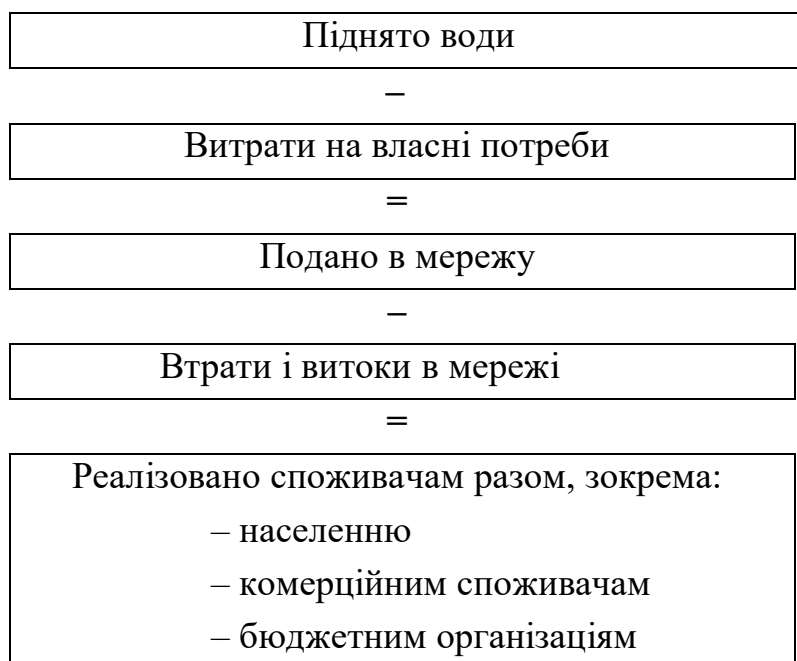 Піднято води
–
Витрати на власні потреби
=
Подано в мережу
–
Втрати і витоки в мережі
=
Реалізовано споживачам разом, зокрема:
– населенню
– комерційним споживачам
– бюджетним організаціям